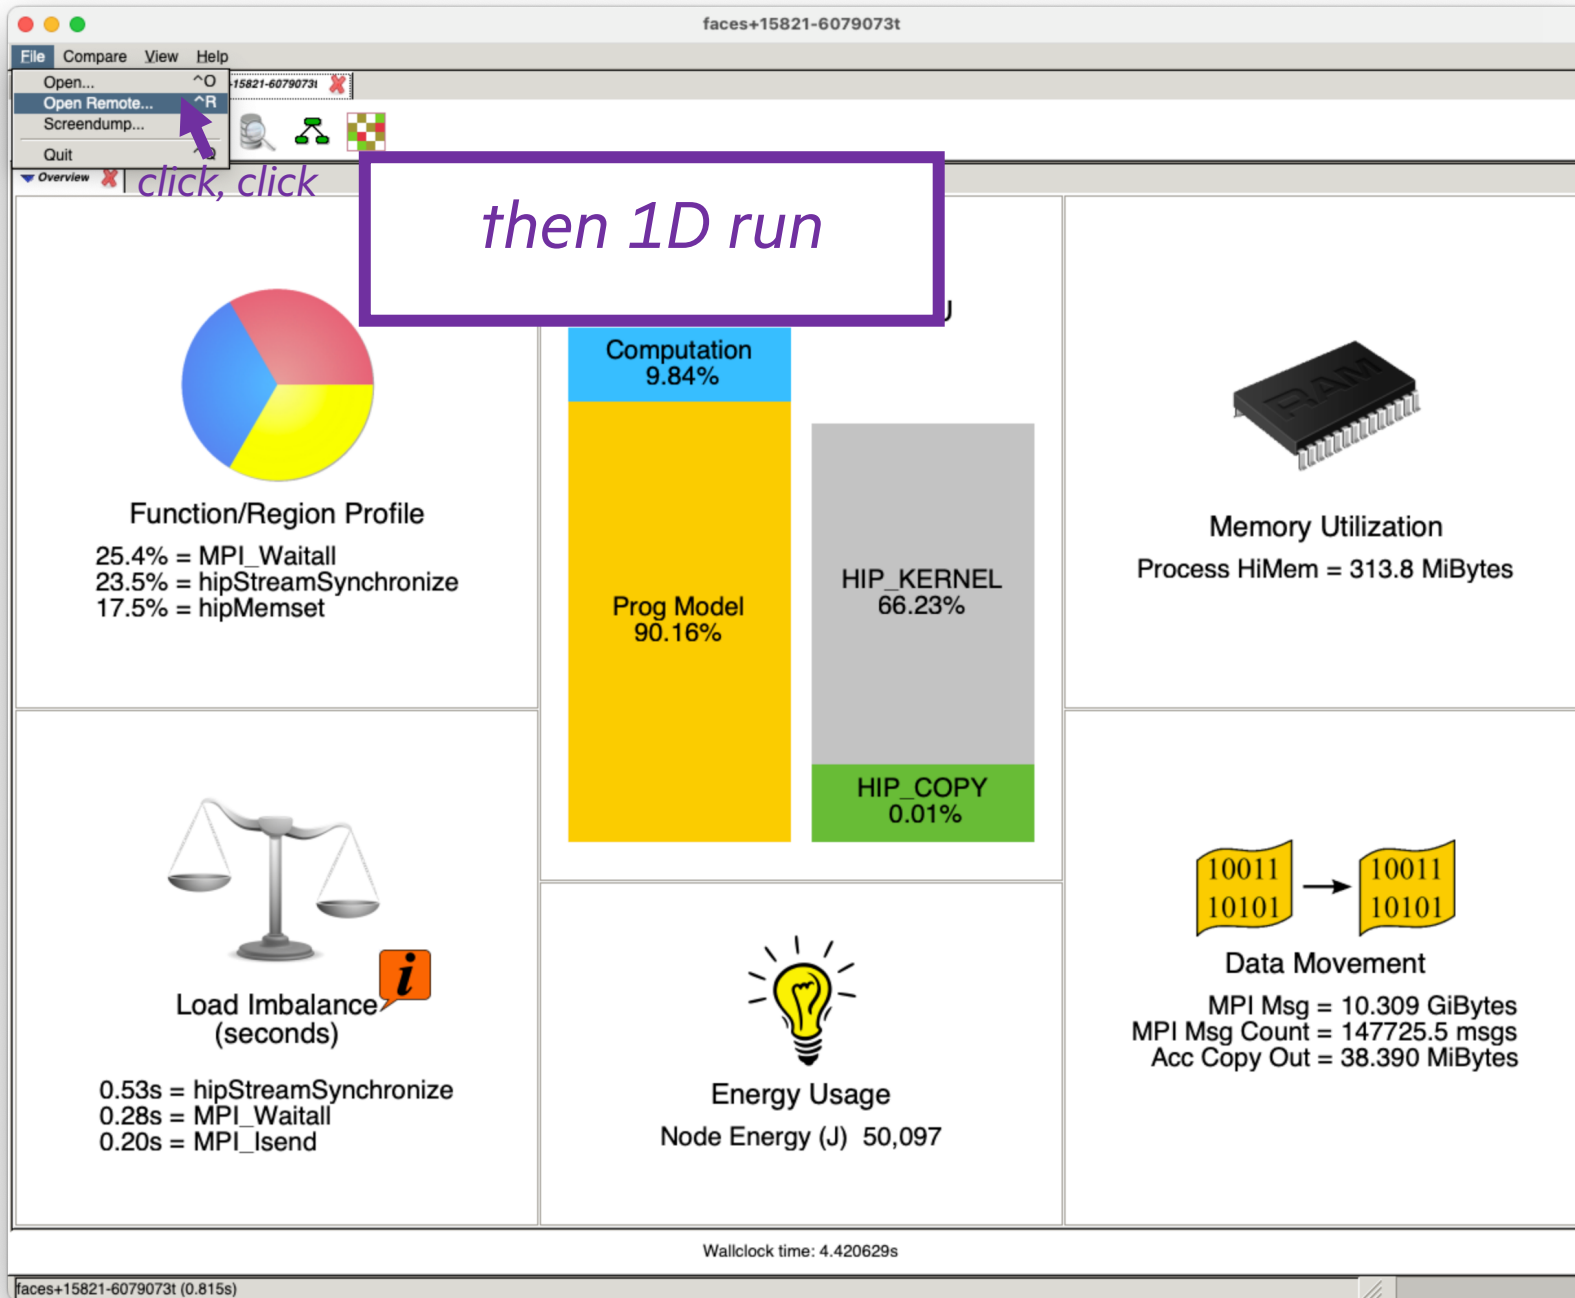 faces+15821-6079073t
File Compare View Help
Open... ^O
Open Remote... ^R
Screendump...
Quit
-15821-6079073t
Overview
click, click
then 1D run
Function/Region Profile
25.4% = MPI_Waitall
23.5% = hipStreamSynchronize
17.5% = hipMemset
Computation
9.84%
Prog Model
90.16%
HIP_KERNEL
66.23%
HIP_COPY
0.01%
RAM
Memory Utilization
Process HiMem = 313.8 MiBytes
i
Load Imbalance
(seconds)
0.53s = hipStreamSynchronize
0.28s = MPI_Waitall
0.20s = MPI_Isend
Energy Usage
Node Energy (J) 50,097
10011 10011
10101 10101
Data Movement
MPI Msg = 10.309 GiBytes
MPI Msg Count = 147725.5 msgs
Acc Copy Out = 38.390 MiBytes
Wallclock time: 4.420629s
faces+15821-6079073t (0.815s)